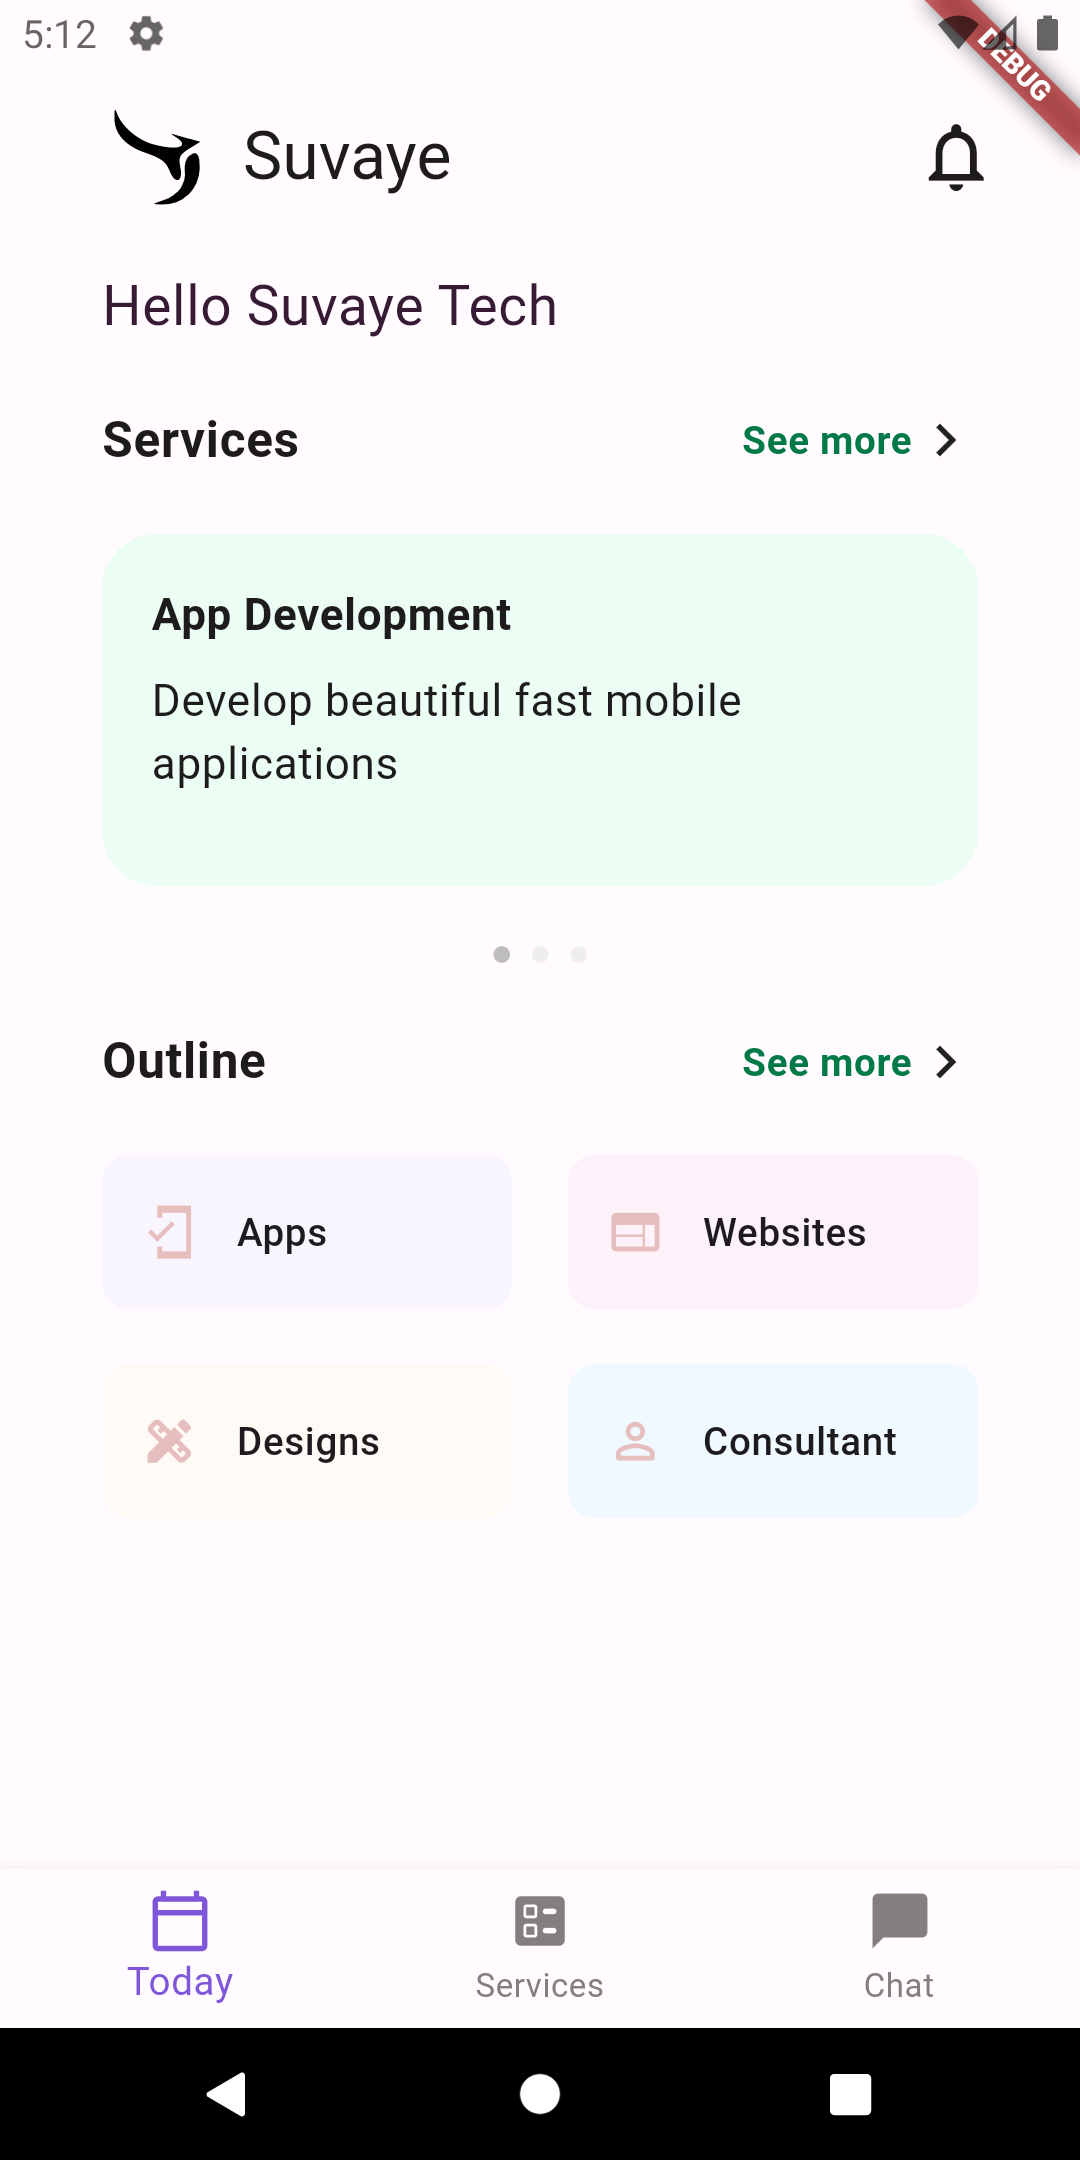 5:12
DEBUG
Suvaye
Hello Suvaye Tech
Services
See more
App Development
Develop beautiful fast mobile
applications
Outline
See more
Apps
Websites
Designs
Consultant
Today
Services
Chat